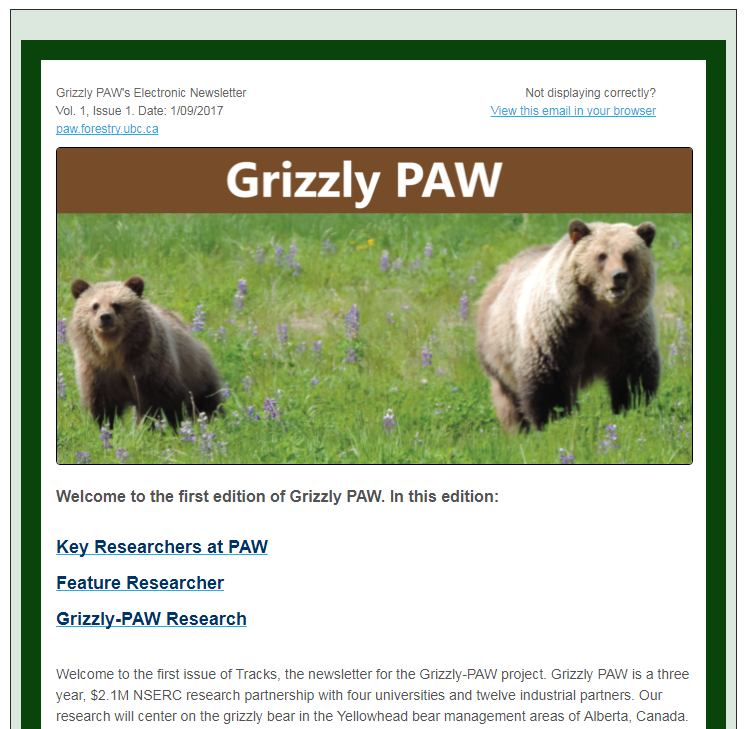 Grizzly PAW's Electronic Newsletter
Vol. 1, Issue 1. Date: 1/09/2017
paw.forestry.ubc.ca
Not displaying correctly?
View this email in your browser
Grizzly PAW
Welcome to the first edition of Grizzly PAW. In this edition:
Key Researchers at PAW
Feature Researcher
Grizzly-PAW Research
Welcome to the first issue of Tracks, the newsletter for the Grizzly-PAW project. Grizzly PAW is a three
year, $2.1M NSERC research partnership with four universities and twelve industrial partners. Our
research will center on the grizzly bear in the Yellowhead bear management areas of Alberta, Canada.